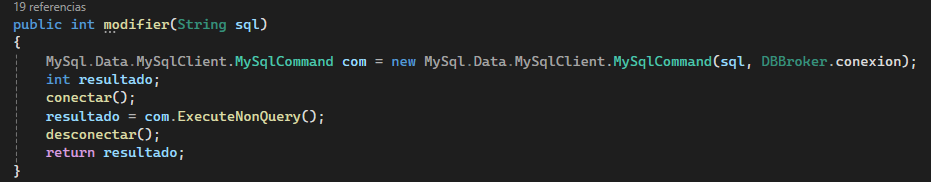 19 referencias
public int modifier(String sql)
{
MySql.Data.MySqlClient.MySqlCommand com = new MySql.Data.MySqlClient.MySqlCommand(sql, DBBroker.conexion);
int resultado;
conectar();
resultado = com.ExecuteNonQuery();
desconectar();
return resultado;
}